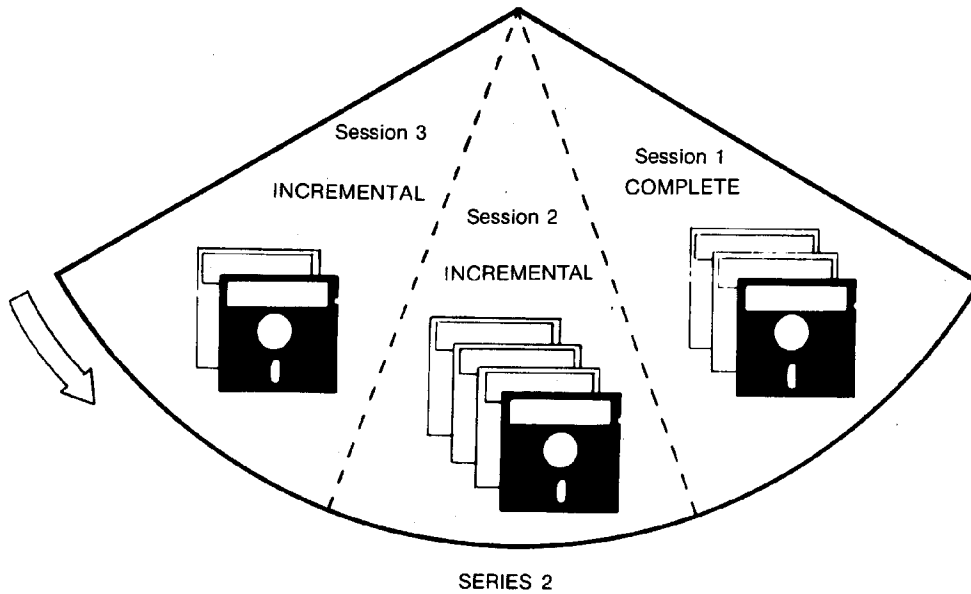 Session 3
INCREMENTAL
Session 2
INCREMENTAL
Session 1
COMPLETE
SERIES 2